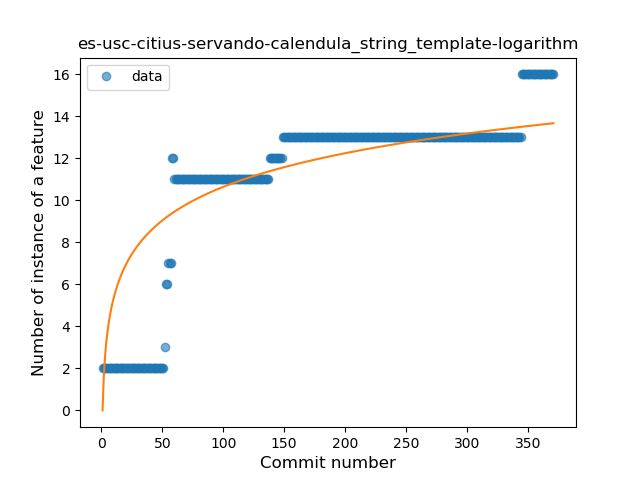 es-usc-citius-servando-calendula_string_template-logarithm
data
Number of instance of a feature
16
14
12
10
8
6
4
2
0
0 50 100 150 200 250 300 350
Commit number